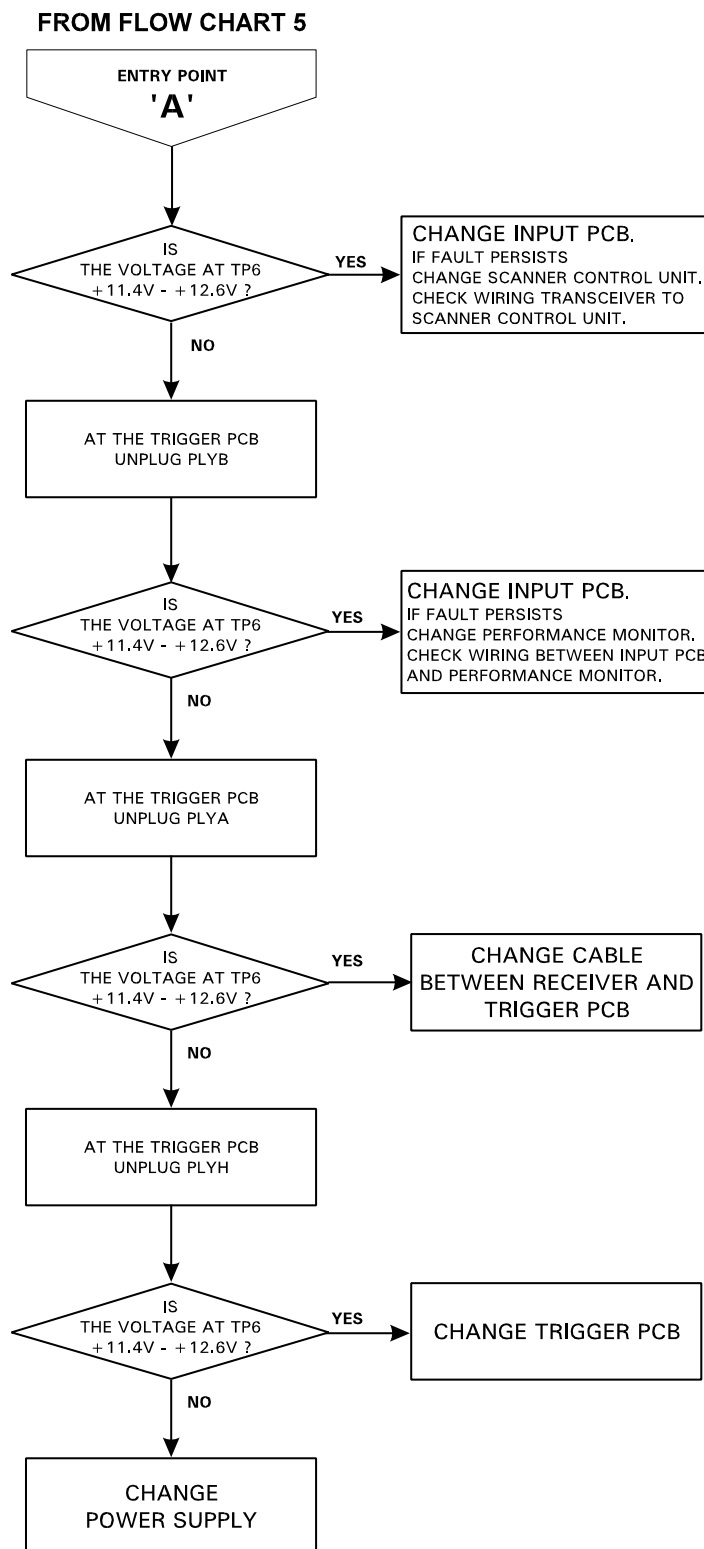 FROM FLOW CHART 5
ENTRY POINT
'A'
IS
THE VOLTAGE AT TP6
+11.4V - +12.6V ?
YES
CHANGE INPUT PCB.
IF FAULT PERSISTS
CHANGE SCANNER CONTROL UNIT.
CHECK WIRING TRANSCEIVER TO
SCANNER CONTROL UNIT.
NO
AT THE TRIGGER PCB
UNPLUG PLYB
IS
THE VOLTAGE AT TP6
+11.4V - +12.6V ?
YES
CHANGE INPUT PCB.
IF FAULT PERSISTS
CHANGE PERFORMANCE MONITOR.
CHECK WIRING BETWEEN INPUT PCB
AND PERFORMANCE MONITOR.
NO
AT THE TRIGGER PCB
UNPLUG PLYA
IS
THE VOLTAGE AT TP6
+11.4V - +12.6V ?
YES
CHANGE CABLE
BETWEEN RECEIVER AND
TRIGGER PCB
NO
AT THE TRIGGER PCB
UNPLUG PLYH
IS
THE VOLTAGE AT TP6
+11.4V - +12.6V ?
YES
CHANGE TRIGGER PCB
NO
CHANGE
POWER SUPPLY